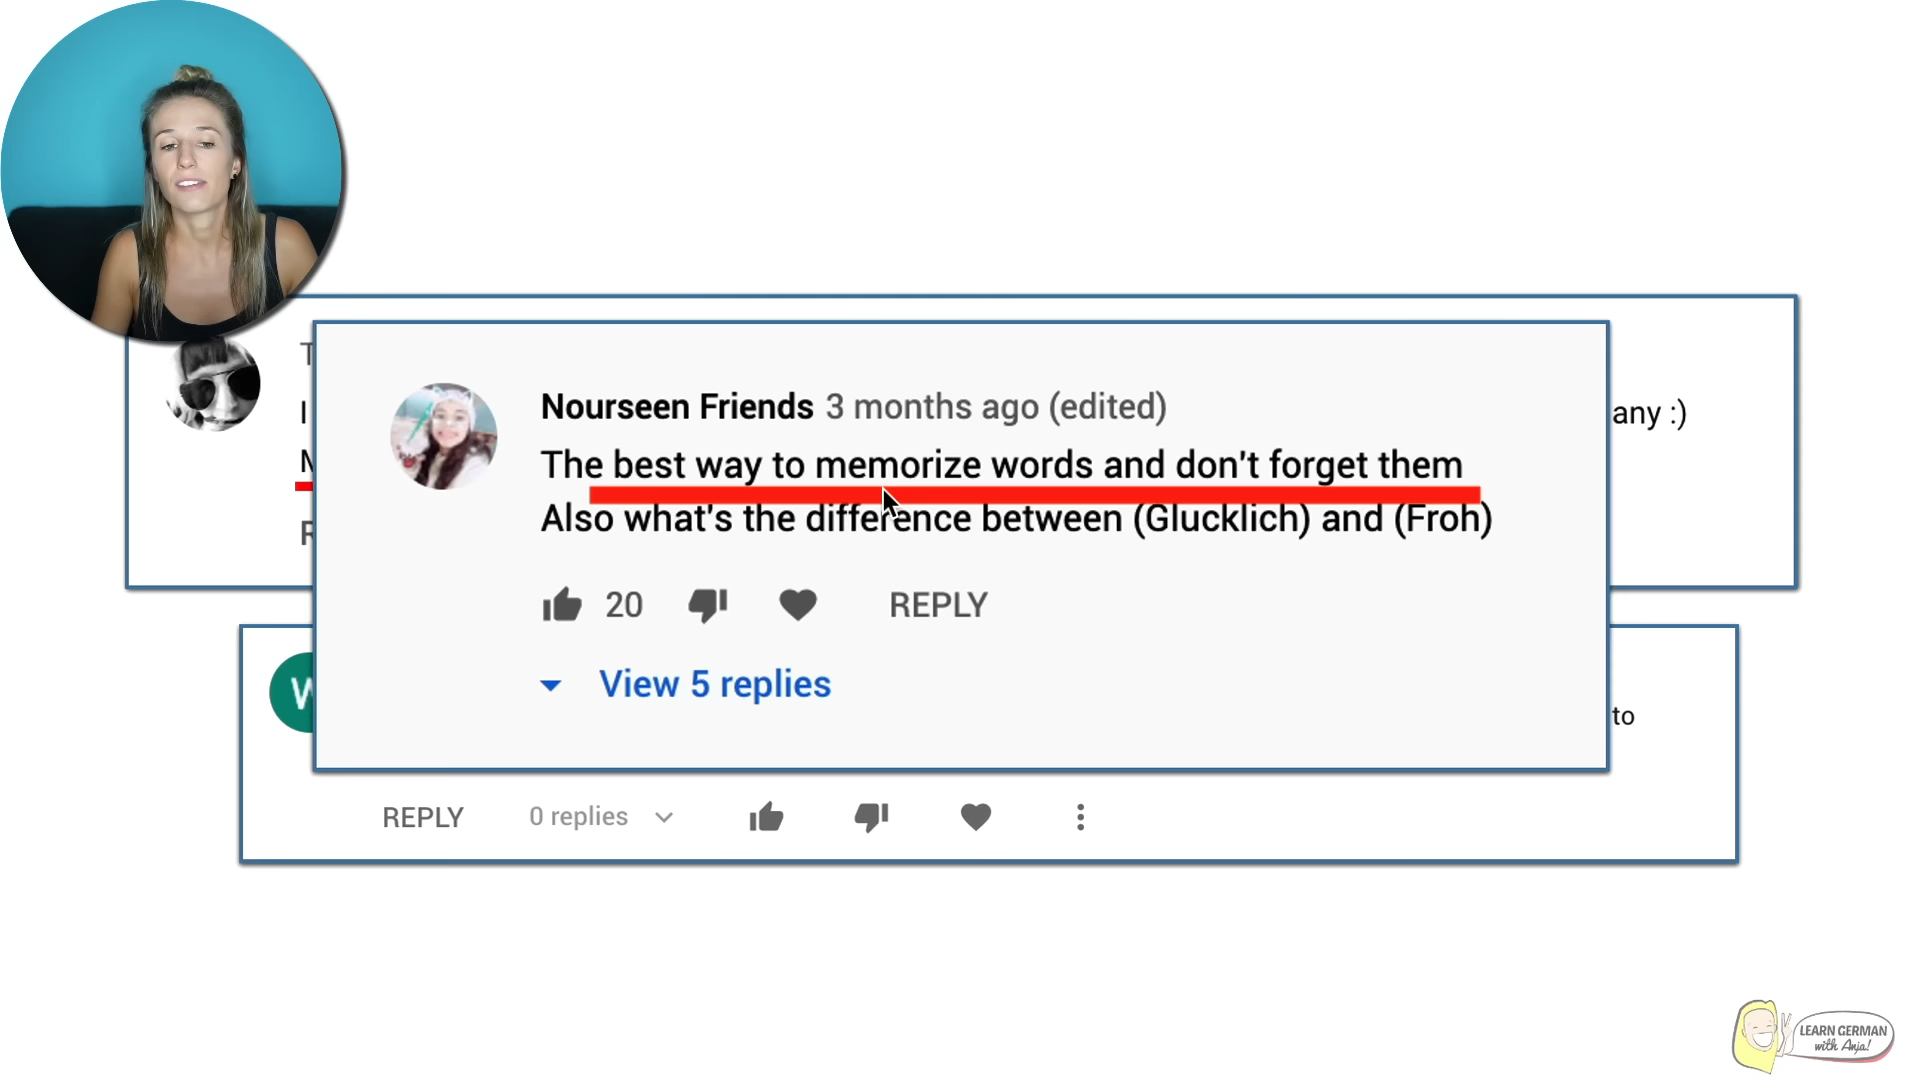 any :)
Nourseen Friends 3 months ago (edited)
The best way to memorize words and don't forget them
Also what's the difference between (Glucklich) and (Froh)
20 REPLY
View 5 replies
W
to
REPLY 0 replies
LEARN GERMAN
with Anja!